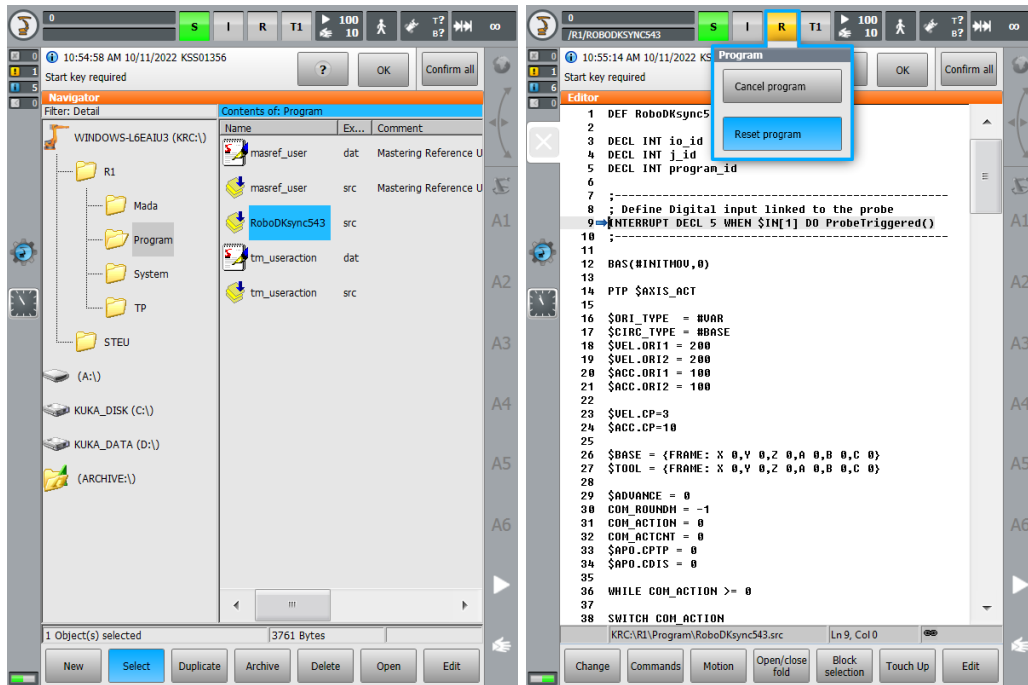 0
S
I
R
T1
100
10
T?
B?
∞
0
1
5
0
10:54:58 AM 10/11/2022 KSS01356
Start key required
?
OK
Confirm all
Navigator
Filter: Detail
Contents of: Program
Name
Ex...
Comment
WINDOWS-L6EAIU3 (KRC:\)
R1
Mada
Program
System
TP
STEU
(A:\)
KUKA_DISK (C:\)
KUKA_DATA (D:\)
(ARCHIVE:\)
masref_user dat Mastering Reference U
masref_user src Mastering Reference U
RoboDKsync543 src
tm_useraction dat
tm_useraction src
A1
A2
A3
A4
A5
A6
1 Object(s) selected
3761 Bytes
New
Select
Duplicate
Archive
Delete
Open
Edit
0
/R1/ROBODKSYNC543
S
I
R
T1
100
10
T?
B?
∞
0
1
6
0
10:55:14 AM 10/11/2022 KS
Start key required
OK
Confirm all
Program
Cancel program
Reset program
Editor
1 DEF RoboDKsync5
2
3 DECL INT io_id
4 DECL INT j_id
5 DECL INT program_id
6
7 ;-----------------------------------------------
8 ; Define Digital input linked to the probe
9 INTERRUPT DECL 5 WHEN $IN[1] DO ProbeTriggered()
10 ;-----------------------------------------------
11
12 BAS(#INITMOV,0)
13
14 PTP $AXIS_ACT
15
16 $ORI_TYPE = #VAR
17 $CIRC_TYPE = #BASE
18 $VEL.ORI1 = 200
19 $VEL.ORI2 = 200
20 $ACC.ORI1 = 100
21 $ACC.ORI2 = 100
22
23 $VEL.CP=3
24 $ACC.CP=10
25
26 $BASE = {FRAME: X 0,Y 0,Z 0,A 0,B 0,C 0}
27 $TOOL = {FRAME: X 0,Y 0,Z 0,A 0,B 0,C 0}
28
29 $ADVANCE = 0
30 COM_ROUNDM = -1
31 COM_ACTION = 0
32 COM_ACTCNT = 0
33 $APO.CPTP = 0
34 $APO.CDIS = 0
35
36 WHILE COM_ACTION >= 0
37
38 SWITCH COM_ACTION
A1
A2
A3
A4
A5
A6
KRC:\R1\Program\RoboDKsync543.src
Ln 9, Col 0
Change
Commands
Motion
Open/close
fold
Block
selection
Touch Up
Edit